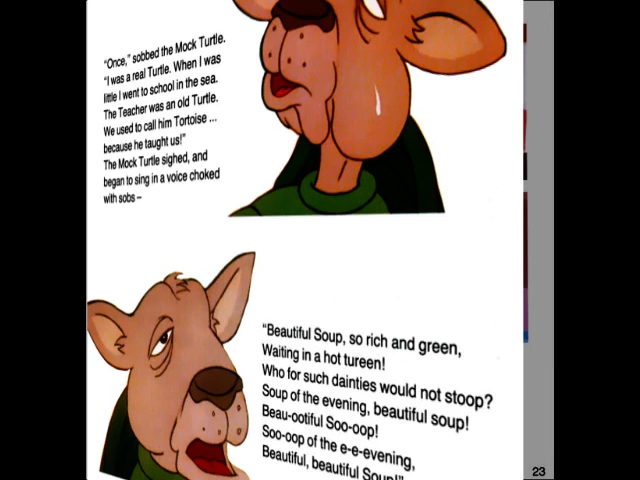 "Once," sobbed the Mock Turtle.
"I was a real Turtle. When I was
little I went to school in the sea.
The Teacher was an old Turtle.
We used to call him Tortoise ...
because he taught us!"
The Mock Turtle sighed, and
began to sing in a voice choked
with sobs –
"Beautiful Soup, so rich and green,
Waiting in a hot tureen!
Who for such dainties would not stoop?
Soup of the evening, beautiful soup!
Beau-ootiful Soo-oop!
Soo-oop of the e-e-evening,
Beautiful, beautiful Soup!"
23